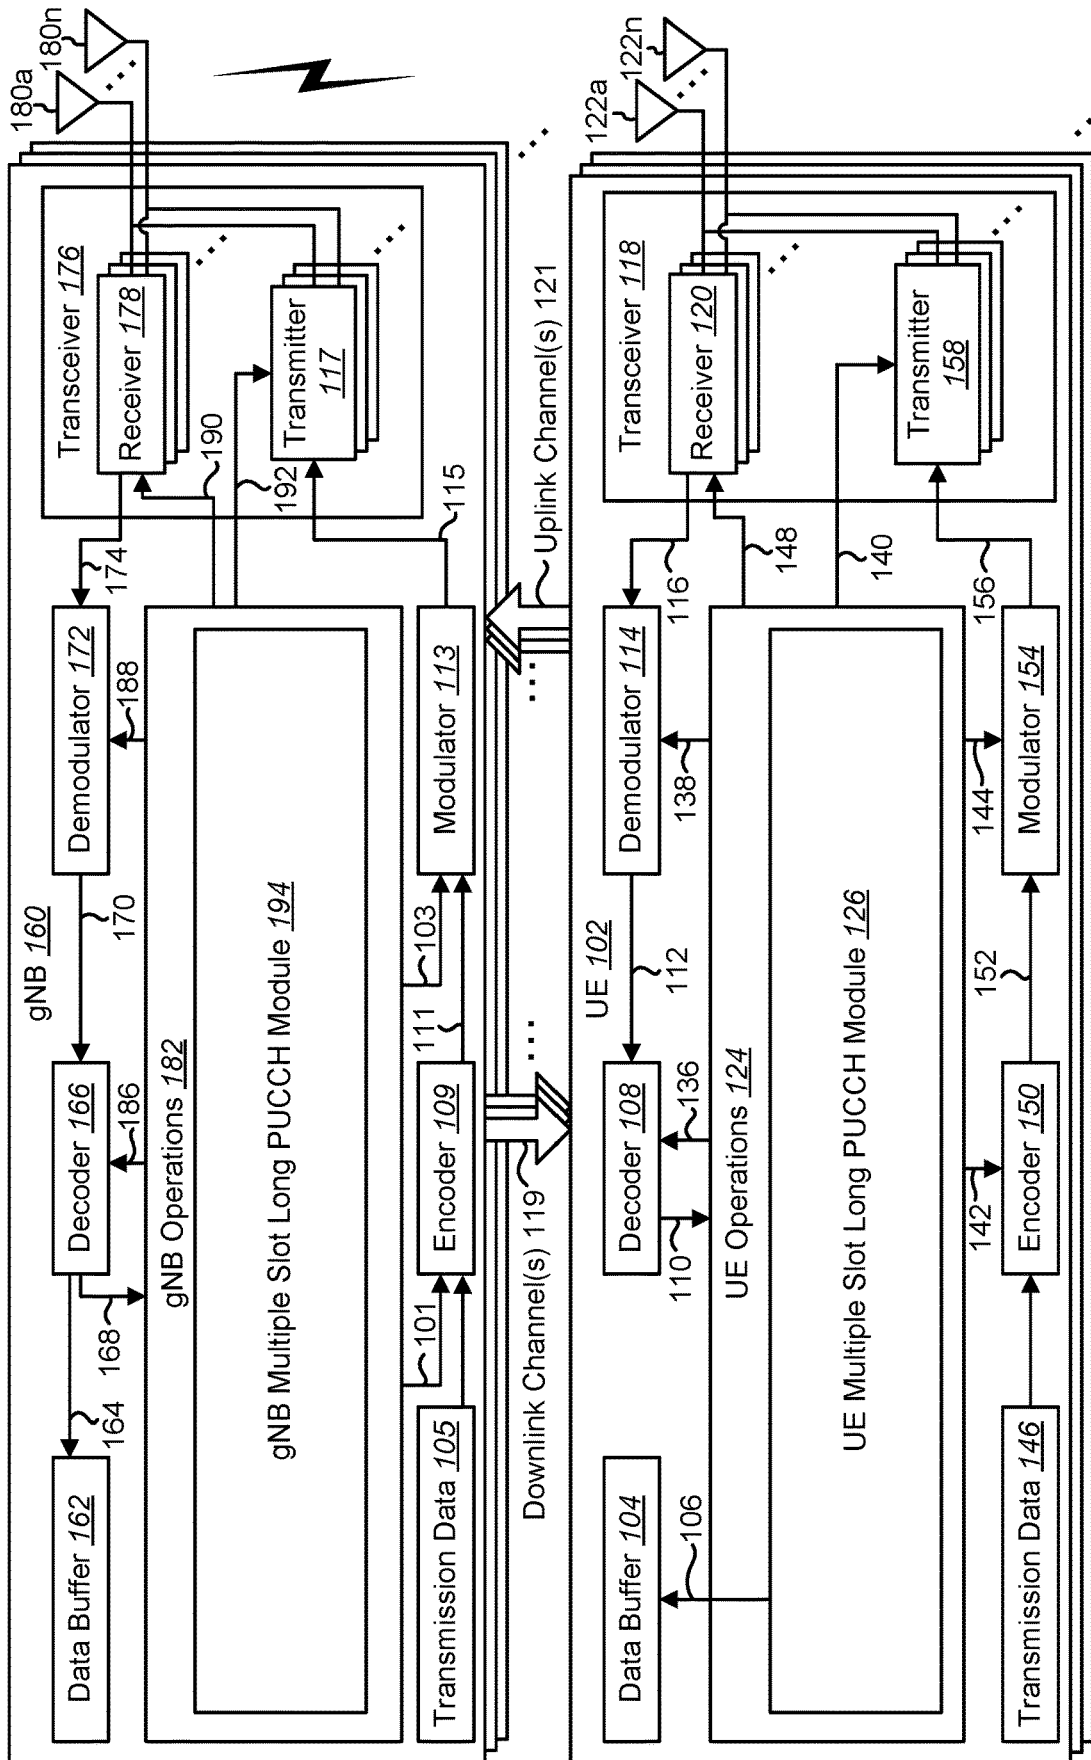 gNB 160
Data Buffer 162
164
168
Decoder 166
186
170
Demodulator 172
188
174
Transceiver 176
Receiver 178
190
192
Transmitter
117
180a
180n
gNB Operations 182
gNB Multiple Slot Long PUCCH Module 194
101
103
Transmission Data 105
Encoder 109
111
Modulator 113
115
Downlink Channel(s) 119
Uplink Channel(s) 121
UE 102
Data Buffer 104
106
Decoder 108
110
136
112
Demodulator 114
138
116
Transceiver 118
Receiver 120
148
140
Transmitter
158
122a
122n
UE Operations 124
UE Multiple Slot Long PUCCH Module 126
142
144
Transmission Data 146
Encoder 150
152
Modulator 154
156